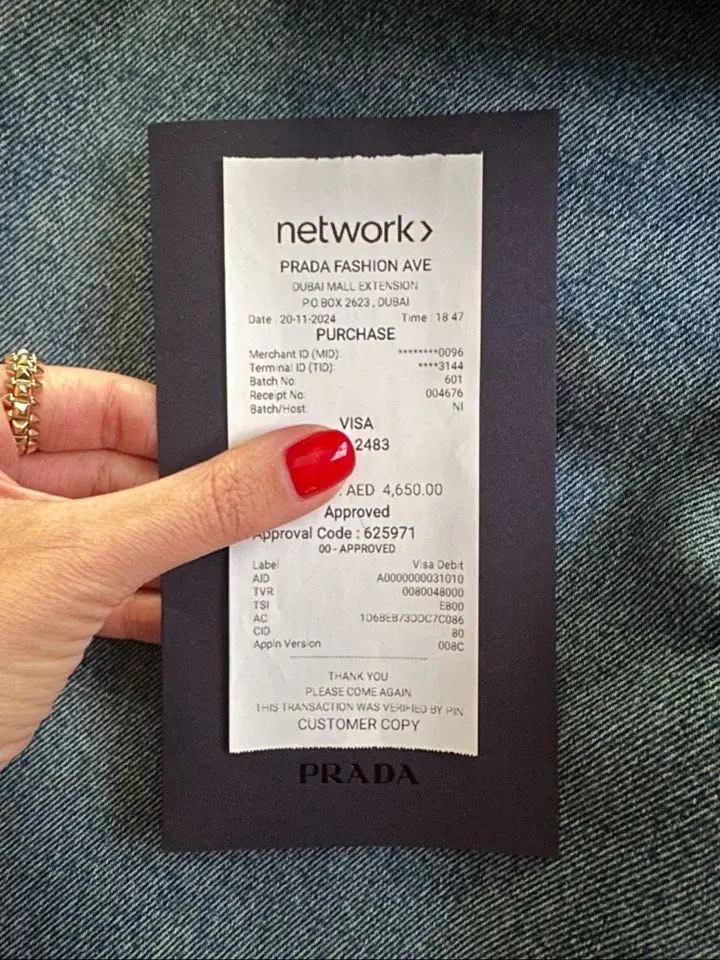 network>
PRADA FASHION AVE
DUBAI MALL EXTENSION
P.O BOX 2623 , DUBAI
Date : 20-11-2024 Time : 18:47
PURCHASE
Merchant ID (MID): ********0096
Terminal ID (TID): ****3144
Batch No: 601
Receipt No: 004676
Batch/Host: NI
VISA
2483
: AED 4,650.00
Approved
Approval Code : 625971
00 - APPROVED
Label Visa Debit
AID A0000000031010
TVR 0080048000
TSI E800
AC 1D6BEB73DDC7C086
CID 80
Appln Version 008C
THANK YOU
PLEASE COME AGAIN
THIS TRANSACTION WAS VERIFIED BY PIN
CUSTOMER COPY
PRADA